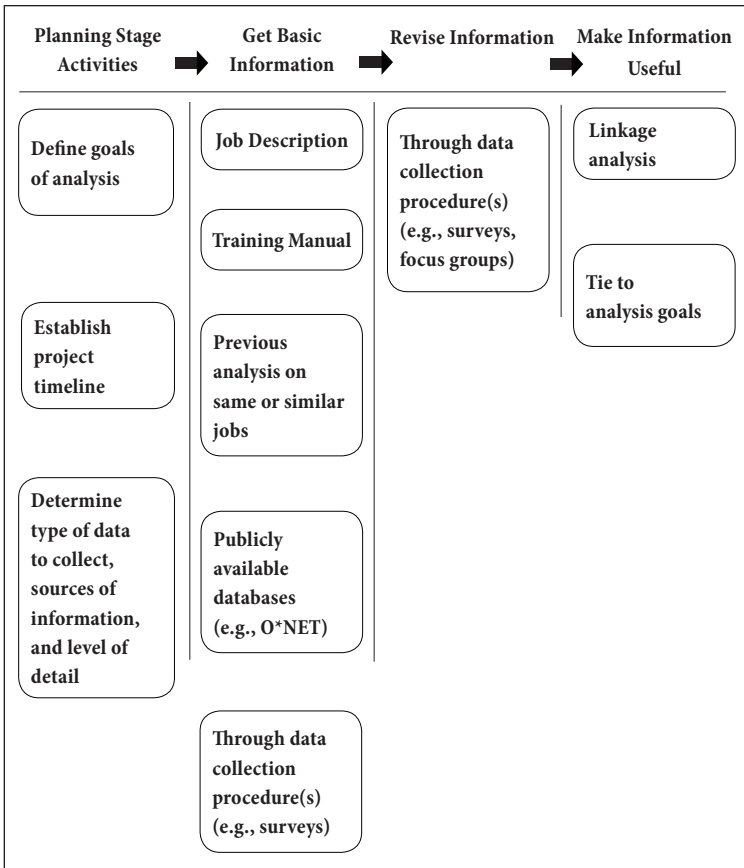 Planning Stage
Activities
Get Basic
Information
Revise Information
Make Information
Useful
Define goals
of analysis
Establish
project
timeline
Determine
type of data
to collect,
sources of
information,
and level of
detail
Job Description
Training Manual
Previous
analysis on
same or similar
jobs
Publicly
available
databases
(e.g., O*NET)
Through data
collection
procedure(s)
(e.g., surveys)
Through data
collection
procedure(s)
(e.g., surveys,
focus groups)
Linkage
analysis
Tie to
analysis goals